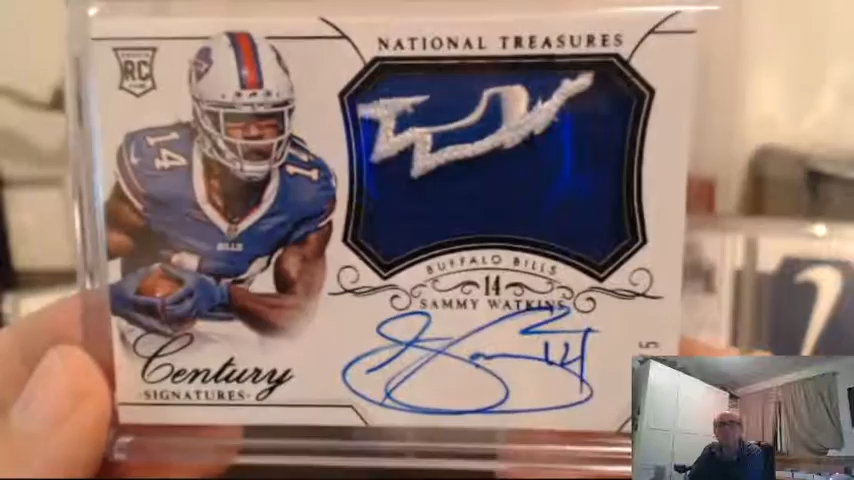 NATIONAL TREASURES
RC
14
14
BILLS
BUFFALO BILLS
14
SAMMY WATKINS
Century
SIGNATURES